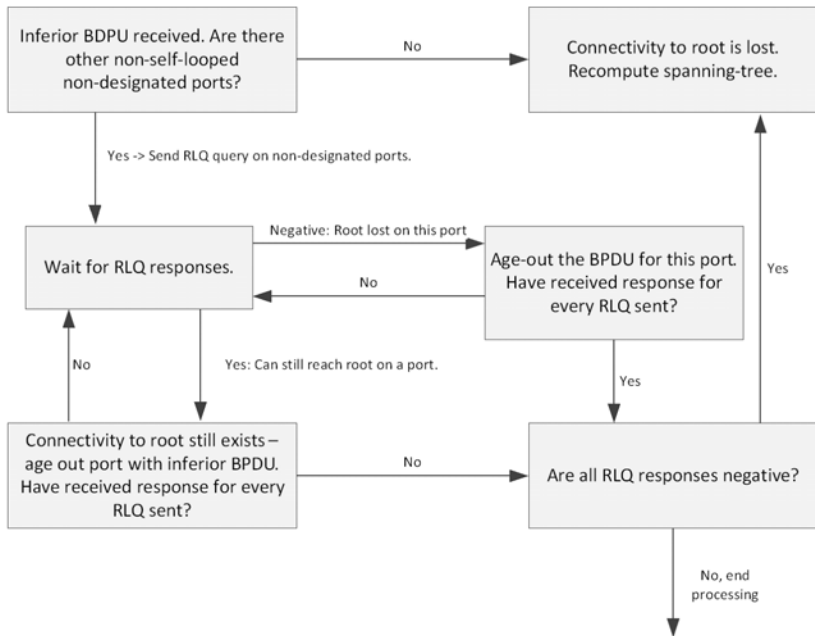 Inferior BDPU received. Are there
other non-self-looped
non-designated ports?
No
Connectivity to root is lost.
Recompute spanning-tree.
Yes -> Send RLQ query on non-designated ports.
Wait for RLQ responses.
Negative: Root lost on this port
No
Age-out the BPDU for this port.
Have received response for
every RLQ sent?
Yes
No
Yes: Can still reach root on a port.
Yes
Connectivity to root still exists –
age out port with inferior BPDU.
Have received response for every
RLQ sent?
No
Are all RLQ responses negative?
No, end
processing